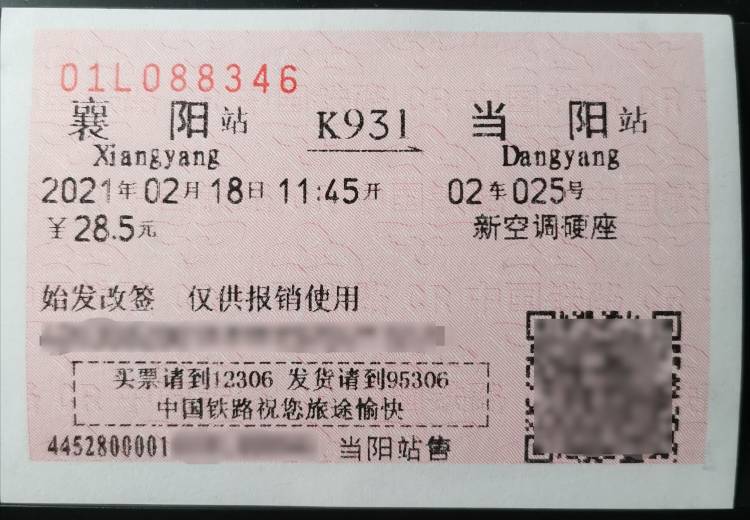 01L088346
襄 阳站 K931 当 阳站
Xiangyang Dangyang
2021年02月18日 11:45开 02车025号
￥28.5元 新空调硬座
始发改签 仅供报销使用
买票请到12306 发货请到95306
中国铁路祝您旅途愉快
4452800001 当阳站售